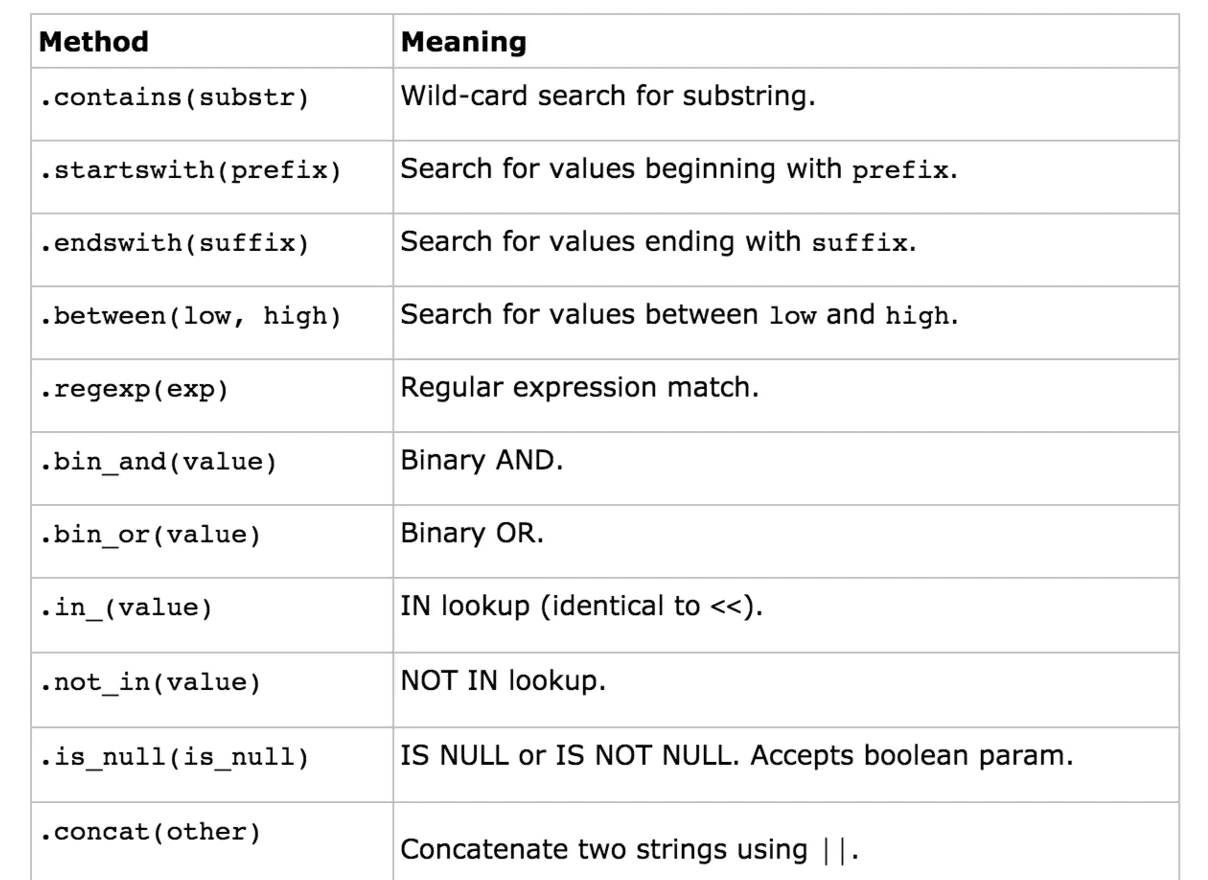 Method Meaning
.contains(substr) Wild-card search for substring.
.startswith(prefix) Search for values beginning with prefix.
.endswith(suffix) Search for values ending with suffix.
.between(low, high) Search for values between low and high.
.regexp(exp) Regular expression match.
.bin_and(value) Binary AND.
.bin_or(value) Binary OR.
.in_(value) IN lookup (identical to <<).
.not_in(value) NOT IN lookup.
.is_null(is_null) IS NULL or IS NOT NULL. Accepts boolean param.
.concat(other) Concatenate two strings using ||.